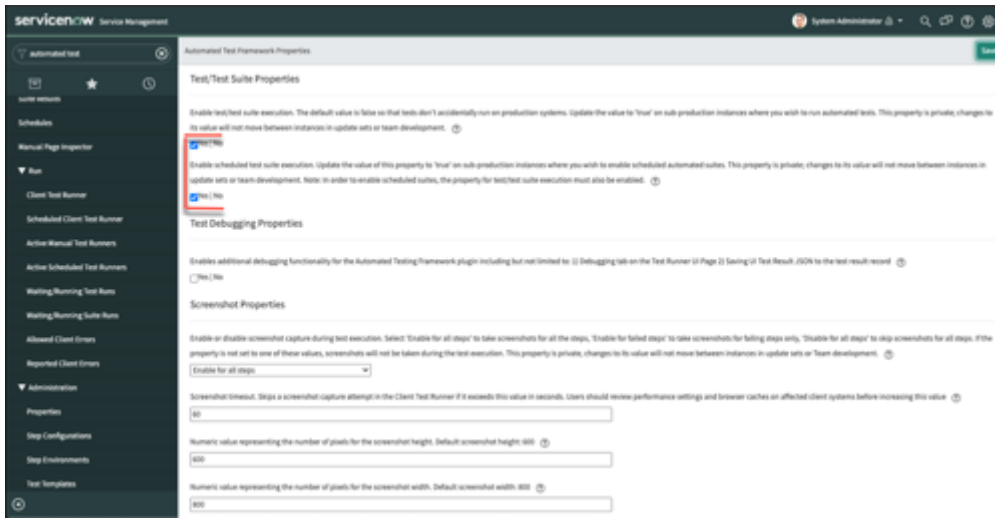 servicenow Service Management
System Administrator
automated test
Automated Test Framework Properties
Save
Suite Results
Schedules
Manual Page Inspector
Run
Client Test Runner
Scheduled Client Test Runner
Active Manual Test Runners
Active Scheduled Test Runners
Waiting/Running Test Runs
Waiting/Running Suite Runs
Allowed Client Errors
Reported Client Errors
Administration
Properties
Step Configurations
Step Environments
Test Templates
Test/Test Suite Properties
Enable test/test suite execution. The default value is false so that tests don't accidentally run on production systems. Update the value to 'true' on sub-production instances where you wish to run automated tests. This property is private; changes to
its value will not move between instances in update sets or team development.
Yes | No
Enable scheduled test suite execution. Update the value of this property to 'true' on sub-production instances where you wish to enable scheduled automated suites. This property is private; changes to its value will not move between instances in
update sets or team development. Note: In order to enable scheduled suites, the property for test/test suite execution must also be enabled.
Yes | No
Test Debugging Properties
Enables additional debugging functionality for the Automated Testing Framework plugin including but not limited to: 1) Debugging tab on the Test Runner UI Page 2) Saving UI Test Result JSON to the test result record
Yes | No
Screenshot Properties
Enable or disable screenshot capture during test execution. Select 'Enable for all steps' to take screenshots for all the steps, 'Enable for failed steps' to take screenshots for failing steps only, 'Disable for all steps' to skip screenshots for all steps. If the
property is not set to one of these values, screenshots will not be taken during the test execution. This property is private, changes to its value will not move between instances in update sets or Team development.
Enable for all steps
Screenshot timeout. Skips a screenshot capture attempt in the Client Test Runner if it exceeds this value in seconds. Users should review performance settings and browser caches on affected client systems before increasing this value
60
Numeric value representing the number of pixels for the screenshot height. Default screenshot height: 600
600
Numeric value representing the number of pixels for the screenshot width. Default screenshot width: 800
800